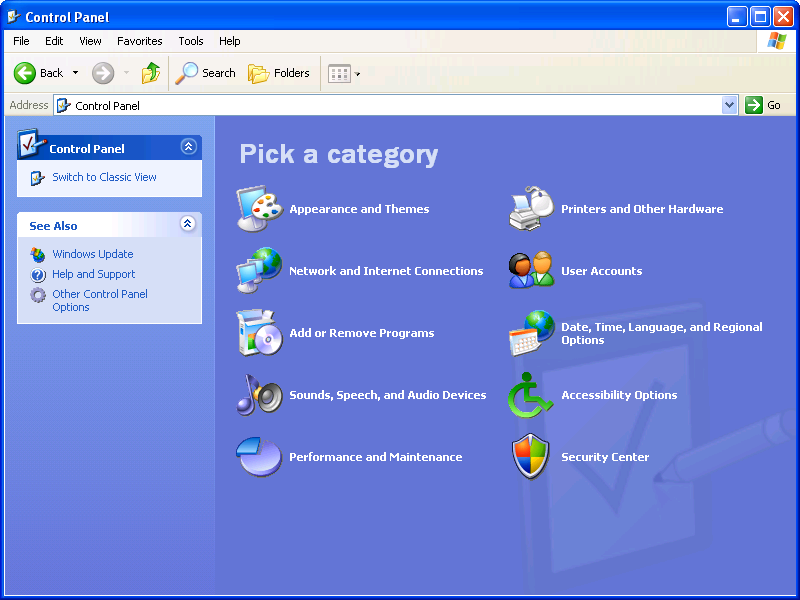 Control Panel
File Edit View Favorites Tools Help
Back Search Folders
Address Control Panel Go
Control Panel
Switch to Classic View
See Also
Windows Update
Help and Support
Other Control Panel
Options
Pick a category
Appearance and Themes
Printers and Other Hardware
Network and Internet Connections
User Accounts
Add or Remove Programs
Date, Time, Language, and Regional
Options
Sounds, Speech, and Audio Devices
Accessibility Options
Performance and Maintenance
Security Center